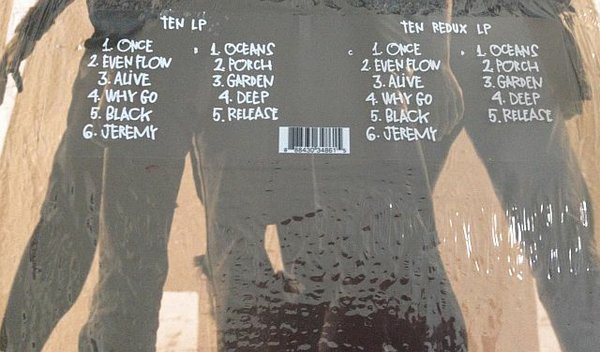 TEN LP
1. ONCE
2. EVEN FLOW
3. ALIVE
4. WHY GO
5. BLACK
6. JEREMY
B
1. OCEANS
2. PORCH
3. GARDEN
4. DEEP
5. RELEASE
TEN REDUX LP
C
1. ONCE
2. EVEN FLOW
3. ALIVE
4. WHY GO
5. BLACK
6. JEREMY
1. OCEANS
2. PORCH
3. GARDEN
4. DEEP
5. RELEASE